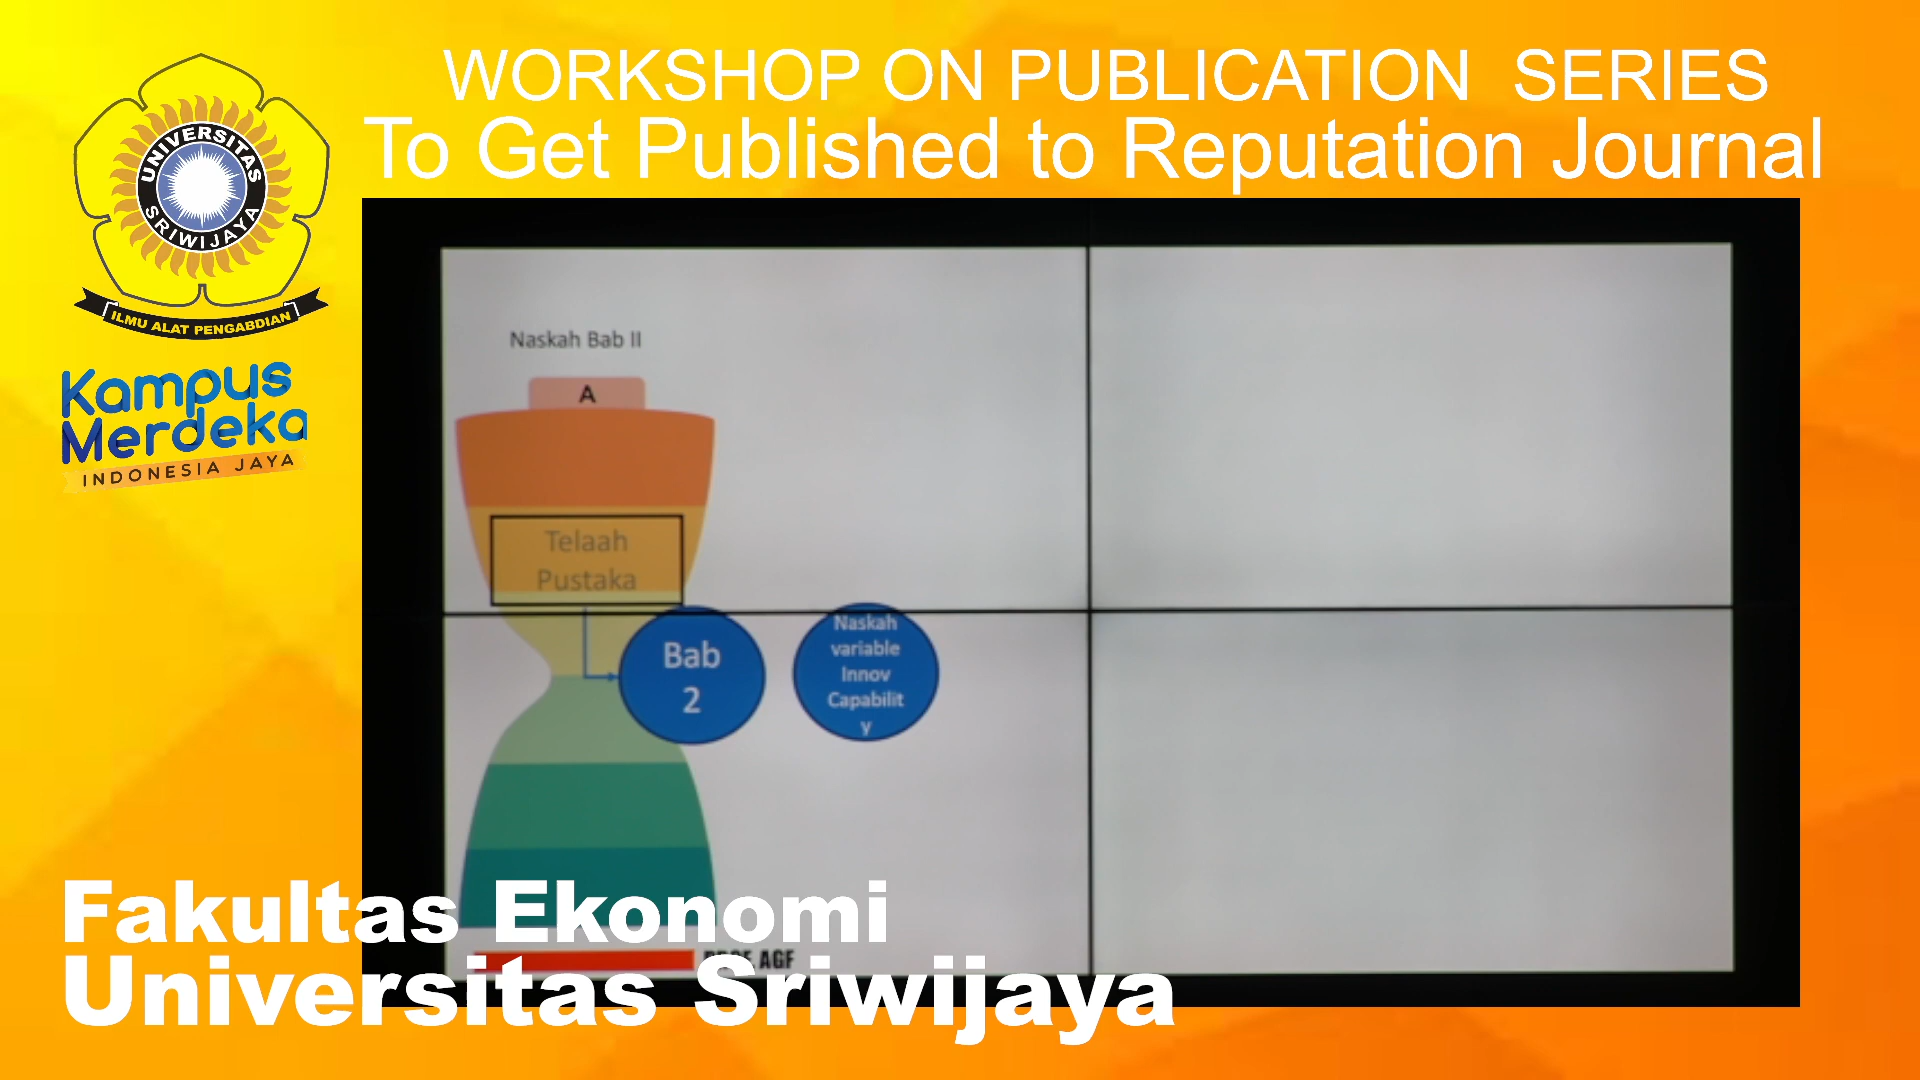 WORKSHOP ON PUBLICATION SERIES
To Get Published to Reputation Journal
UNIVERSITAS
SRIWIJAYA
ILMU ALAT PENGABDIAN
Kampus
Merdeka
INDONESIA JAYA
Naskah Bab II
A
Telaah
Pustaka
Bab
2
Naskah
variable
Innov
Capabilit
y
AGF
Fakultas Ekonomi
Universitas Sriwijaya